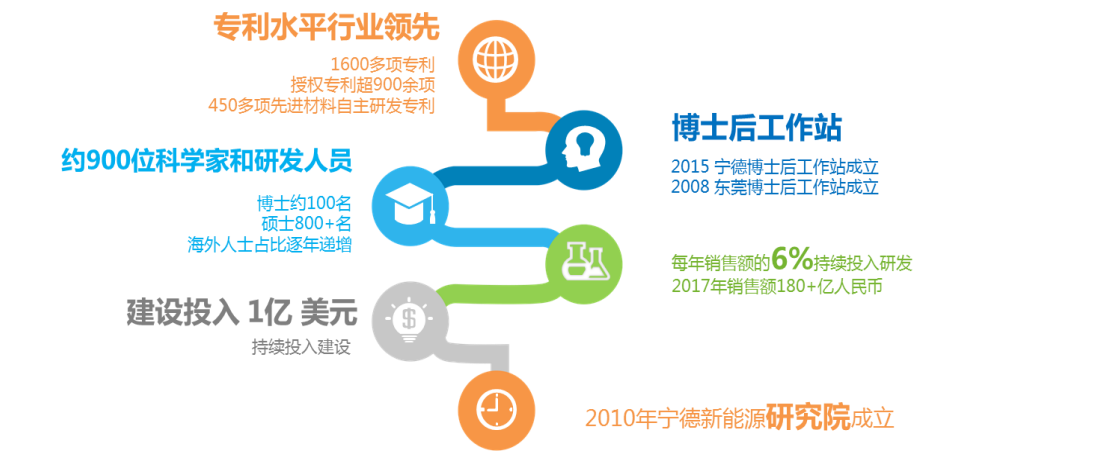 专利水平行业领先
1600多项专利
授权专利超900余项
450多项先进材料自主研发专利
博士后工作站
2015 宁德博士后工作站成立
2008 东莞博士后工作站成立
约900位科学家和研发人员
博士约100名
硕士800+名
海外人士占比逐年递增
每年销售额的6%持续投入研发
2017年销售额180+亿人民币
建设投入 1亿 美元
持续投入建设
$
2010年宁德新能源研究院成立